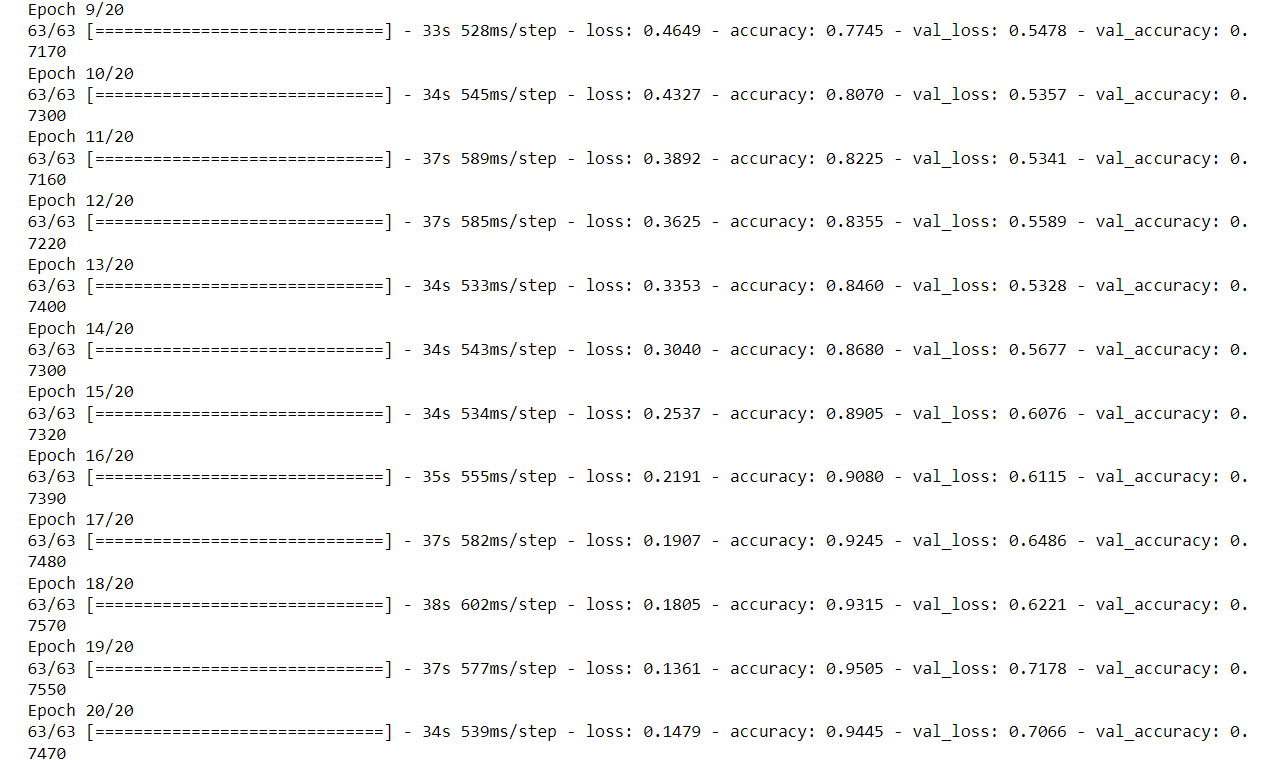 Epoch 9/20
63/63 [==============================] - 33s 528ms/step - loss: 0.4649 - accuracy: 0.7745 - val_loss: 0.5478 - val_accuracy: 0.
7170
Epoch 10/20
63/63 [==============================] - 34s 545ms/step - loss: 0.4327 - accuracy: 0.8070 - val_loss: 0.5357 - val_accuracy: 0.
7300
Epoch 11/20
63/63 [==============================] - 37s 589ms/step - loss: 0.3892 - accuracy: 0.8225 - val_loss: 0.5341 - val_accuracy: 0.
7160
Epoch 12/20
63/63 [==============================] - 37s 585ms/step - loss: 0.3625 - accuracy: 0.8355 - val_loss: 0.5589 - val_accuracy: 0.
7220
Epoch 13/20
63/63 [==============================] - 34s 533ms/step - loss: 0.3353 - accuracy: 0.8460 - val_loss: 0.5328 - val_accuracy: 0.
7400
Epoch 14/20
63/63 [==============================] - 34s 543ms/step - loss: 0.3040 - accuracy: 0.8680 - val_loss: 0.5677 - val_accuracy: 0.
7300
Epoch 15/20
63/63 [==============================] - 34s 534ms/step - loss: 0.2537 - accuracy: 0.8905 - val_loss: 0.6076 - val_accuracy: 0.
7320
Epoch 16/20
63/63 [==============================] - 35s 555ms/step - loss: 0.2191 - accuracy: 0.9080 - val_loss: 0.6115 - val_accuracy: 0.
7390
Epoch 17/20
63/63 [==============================] - 37s 582ms/step - loss: 0.1907 - accuracy: 0.9245 - val_loss: 0.6486 - val_accuracy: 0.
7480
Epoch 18/20
63/63 [==============================] - 38s 602ms/step - loss: 0.1805 - accuracy: 0.9315 - val_loss: 0.6221 - val_accuracy: 0.
7570
Epoch 19/20
63/63 [==============================] - 37s 577ms/step - loss: 0.1361 - accuracy: 0.9505 - val_loss: 0.7178 - val_accuracy: 0.
7550
Epoch 20/20
63/63 [==============================] - 34s 539ms/step - loss: 0.1479 - accuracy: 0.9445 - val_loss: 0.7066 - val_accuracy: 0.
7470